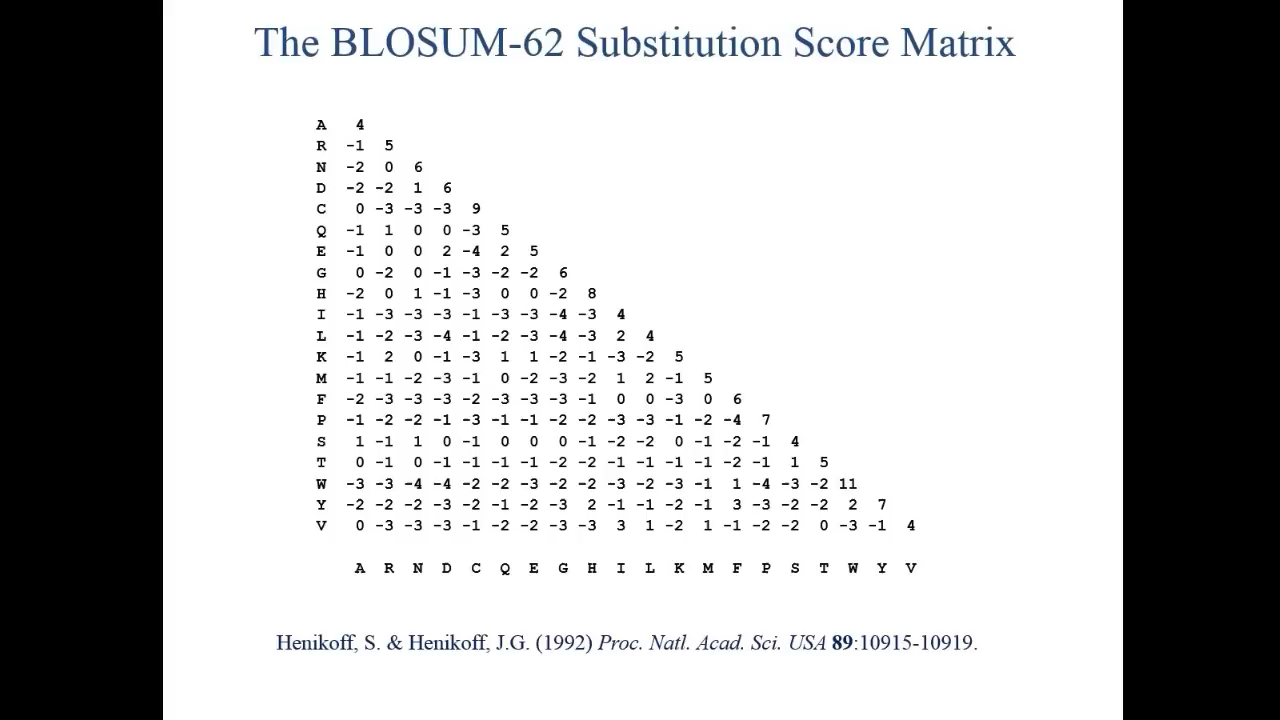 The BLOSUM-62 Substitution Score Matrix
A 4
R -1 5
N -2 0 6
D -2 -2 1 6
C 0 -3 -3 -3 9
Q -1 1 0 0 -3 5
E -1 0 0 2 -4 2 5
G 0 -2 0 -1 -3 -2 -2 6
H -2 0 1 -1 -3 0 0 -2 8
I -1 -3 -3 -3 -1 -3 -3 -4 -3 4
L -1 -2 -3 -4 -1 -2 -3 -4 -3 2 4
K -1 2 0 -1 -3 1 1 -2 -1 -3 -2 5
M -1 -1 -2 -3 -1 0 -2 -3 -2 1 2 -1 5
F -2 -3 -3 -3 -2 -3 -3 -3 -1 0 0 -3 0 6
P -1 -2 -2 -1 -3 -1 -1 -2 -2 -3 -3 -1 -2 -4 7
S 1 -1 1 0 -1 0 0 0 -1 -2 -2 0 -1 -2 -1 4
T 0 -1 0 -1 -1 -1 -1 -2 -2 -1 -1 -1 -1 -2 -1 1 5
W -3 -3 -4 -4 -2 -2 -3 -2 -2 -3 -2 -3 -1 1 -4 -3 -2 11
Y -2 -2 -2 -3 -2 -1 -2 -3 2 -1 -1 -2 -1 3 -3 -2 -2 2 7
V 0 -3 -3 -3 -1 -2 -2 -3 -3 3 1 -2 1 -1 -2 -2 0 -3 -1 4
A R N D C Q E G H I L K M F P S T W Y V
Henikoff, S. & Henikoff, J.G. (1992) Proc. Natl. Acad. Sci. USA 89:10915-10919.